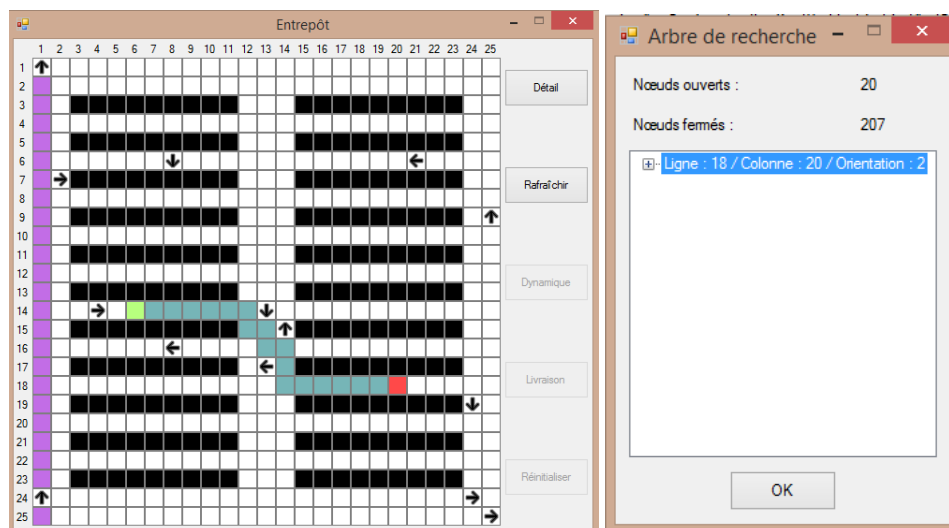 Entrepôt
1 2 3 4 5 6 7 8 9 10 11 12 13 14 15 16 17 18 19 20 21 22 23 24 25
1
2
Détail
3
4
5
6
7
Rafraîchir
8
9
10
11
12
Dynamique
13
14
15
16
17
Livraison
18
19
20
21
22
23
Réinitialiser
24
25
Arbre de recherche
Nœuds ouverts : 20
Nœuds fermés : 207
Ligne : 18 / Colonne : 20 / Orientation : 2
OK